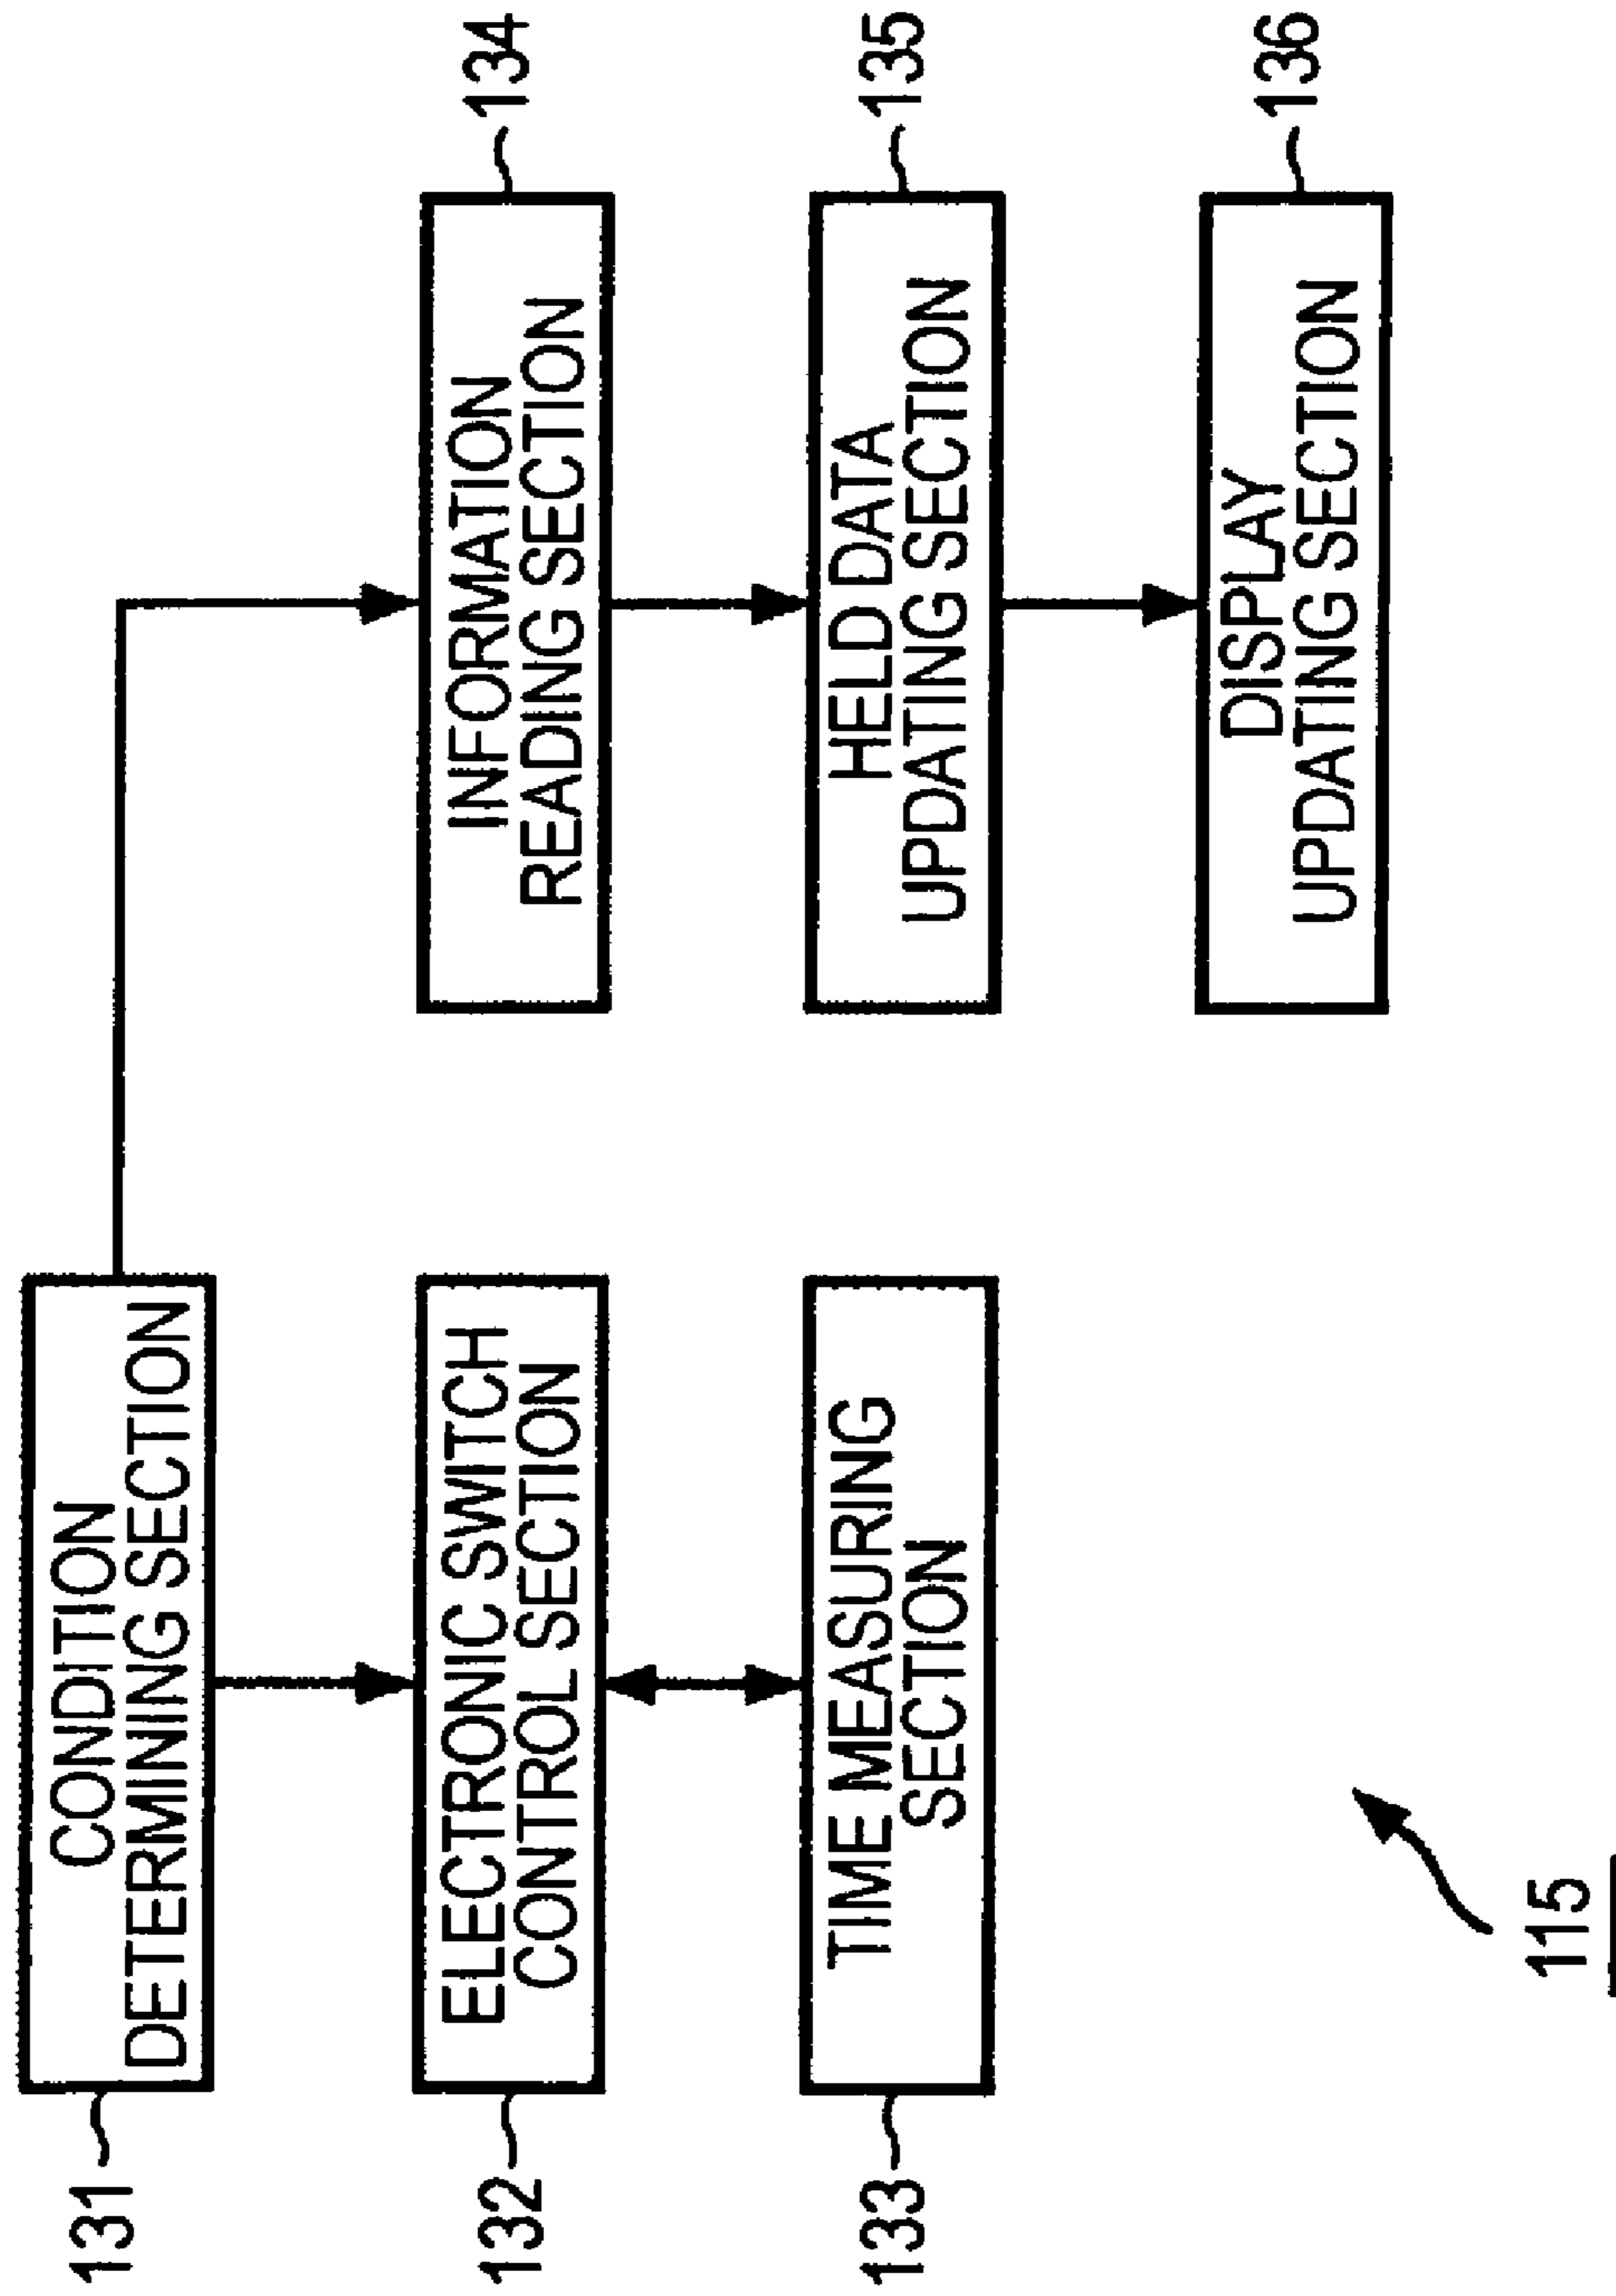 131
CONDITION
DETERMINING SECTION
132
ELECTRONIC SWITCH
CONTROL SECTION
133
TIME MEASURING
SECTION
INFORMATION
READING SECTION
134
HELD DATA
UPDATING SECTION
135
DISPLAY
UPDATING SECTION
136
115